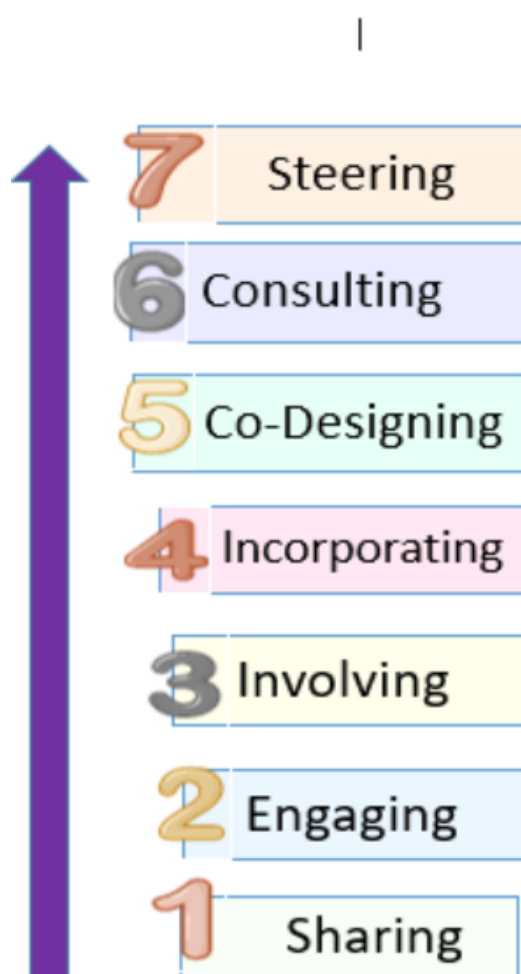 7 Steering
6 Consulting
5 Co-Designing
4 Incorporating
3 Involving
2 Engaging
1 Sharing